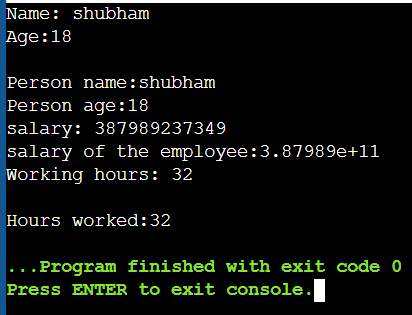 Name: shubham
Age:18
Person name:shubham
Person age:18
salary: 387989237349
salary of the employee:3.87989e+11
Working hours: 32
Hours worked:32
...Program finished with exit code 0
Press ENTER to exit console.